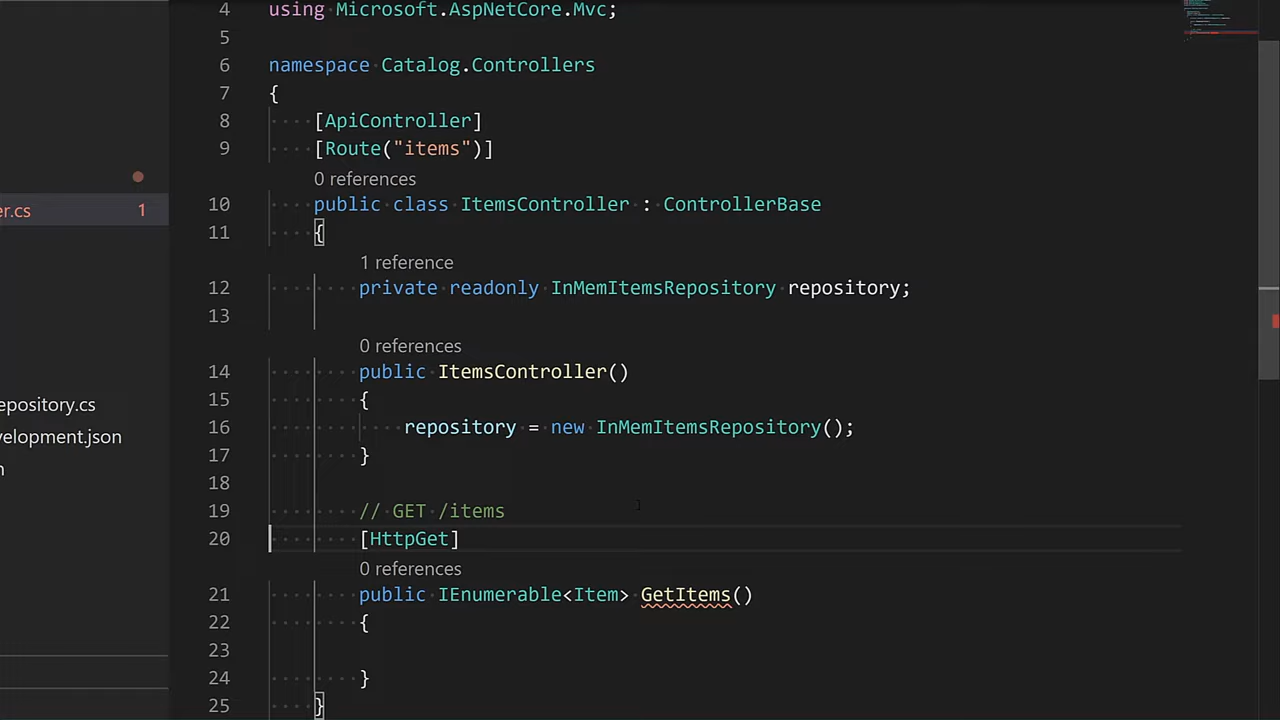 4 using Microsoft.AspNetCore.Mvc;
5
6 namespace Catalog.Controllers
7 {
8 [ApiController]
9 [Route("items")]
0 references
10 public class ItemsController : ControllerBase
er.cs 1
11 {
1 reference
12 private readonly InMemItemsRepository repository;
13
0 references
14 public ItemsController()
15 {
epository.cs
16 repository = new InMemItemsRepository();
velopment.json
17 }
n
18
19 // GET /items
20 [HttpGet]
0 references
21 public IEnumerable<Item> GetItems()
22 {
23
24 }
25 }